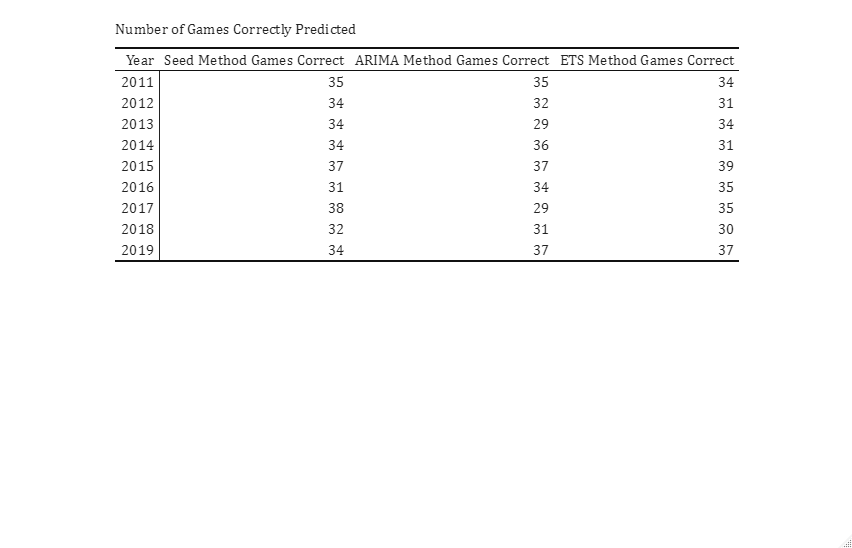 Number of Games Correctly Predicted
Year Seed Method Games Correct ARIMA Method Games Correct ETS Method Games Correct
2011 35 35 34
2012 34 32 31
2013 34 29 34
2014 34 36 31
2015 37 37 39
2016 31 34 35
2017 38 29 35
2018 32 31 30
2019 34 37 37